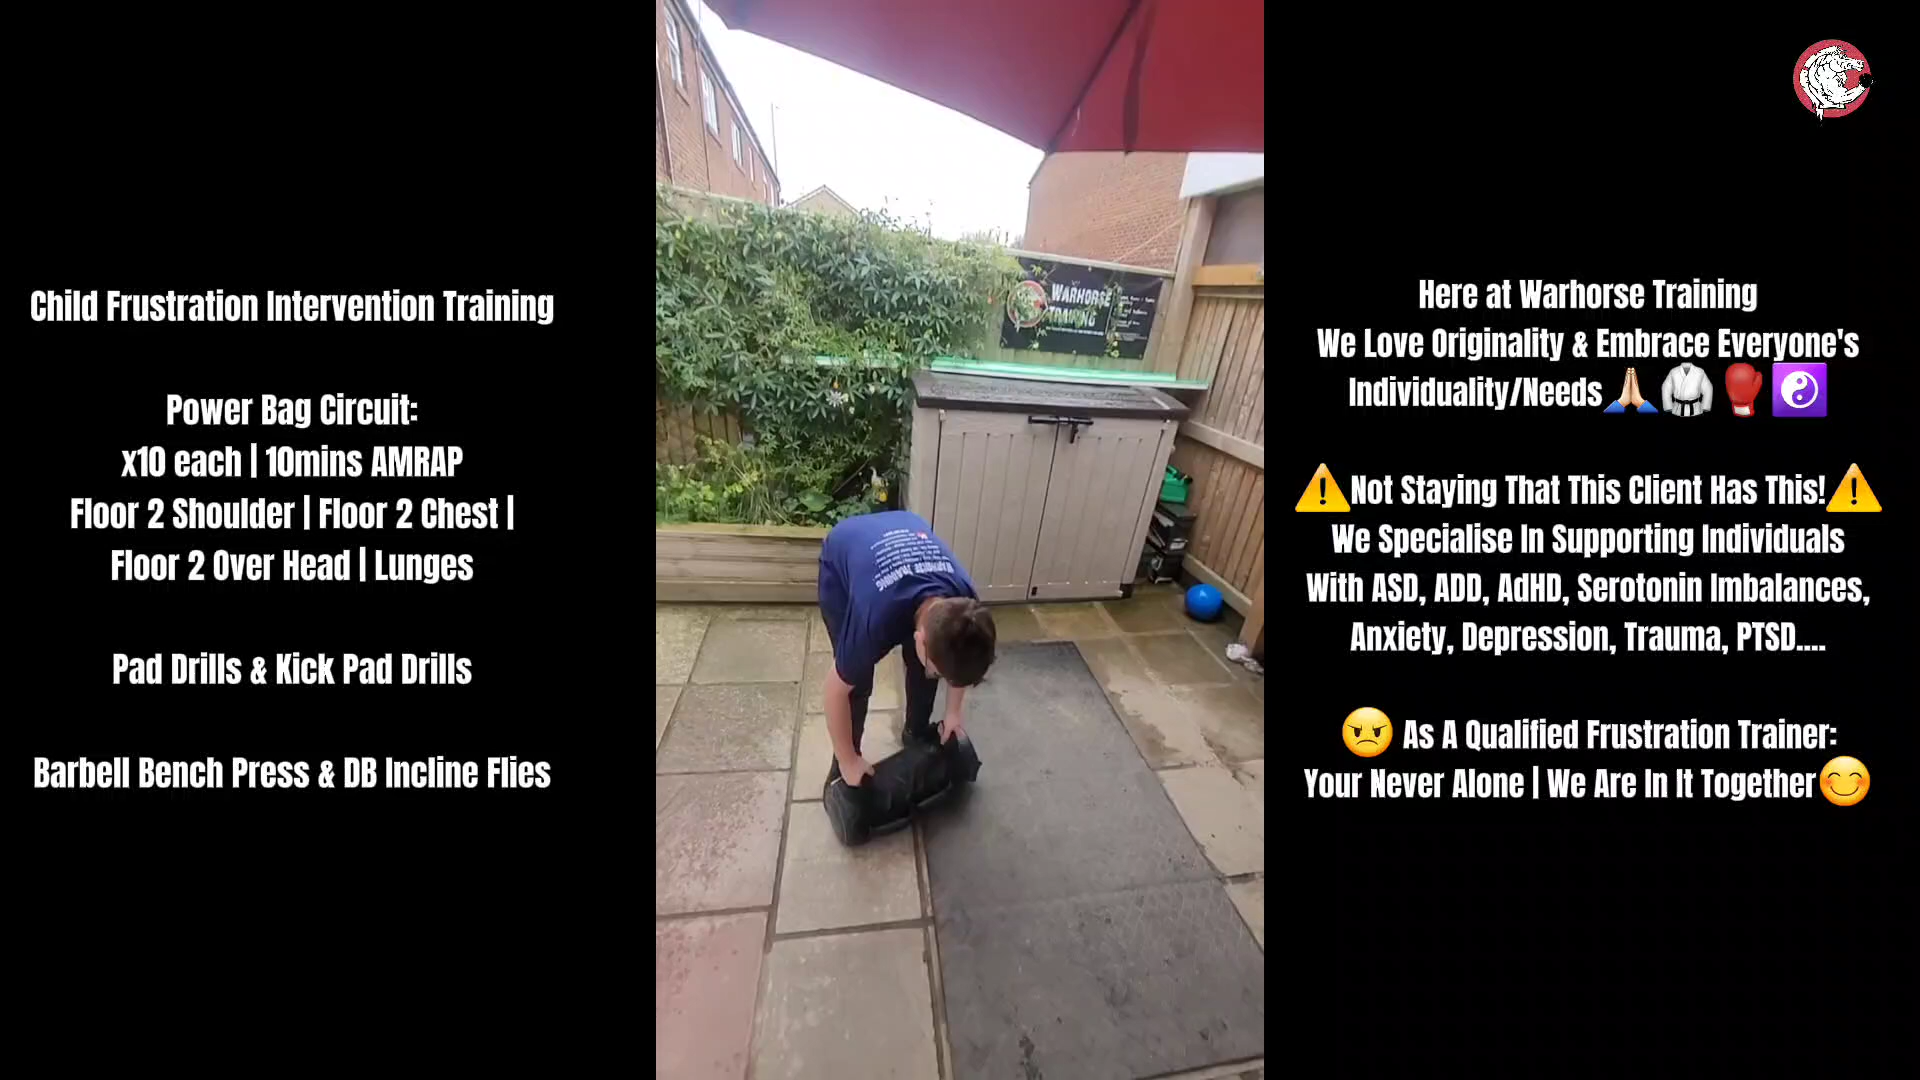 Child Frustration Intervention Training
Power Bag Circuit:
x10 each | 10mins AMRAP
Floor 2 Shoulder | Floor 2 Chest |
Floor 2 Over Head | Lunges
Pad Drills & Kick Pad Drills
Barbell Bench Press & DB Incline Flies
WARHORSE
TRAINING
WARHORSE TRAINING
Here at Warhorse Training
We Love Originality & Embrace Everyone's
Individuality/Needs🙏🏻🥋🥊☯️
⚠️Not Staying That This Client Has This!⚠️
We Specialise In Supporting Individuals
With ASD, ADD, AdHD, Serotonin Imbalances,
Anxiety, Depression, Trauma, PTSD....
😠 As A Qualified Frustration Trainer:
Your Never Alone | We Are In It Together😊